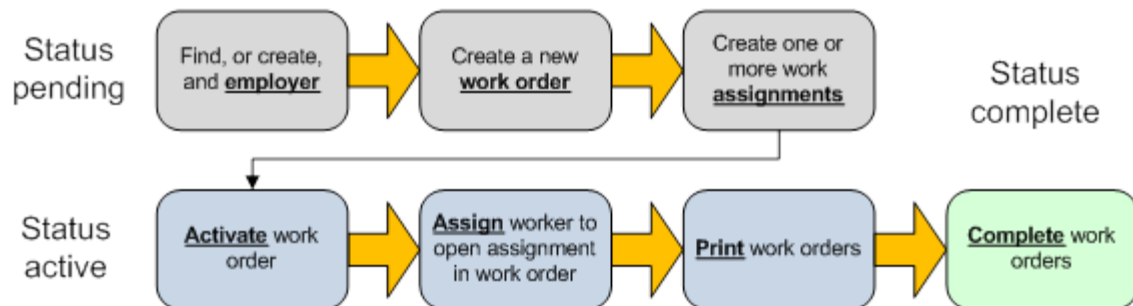 Status
pending
Find, or create,
and employer
Create a new
work order
Create one or
more work
assignments
Status
complete
Status
active
Activate work
order
Assign worker to
open assignment
in work order
Print work orders
Complete work
orders